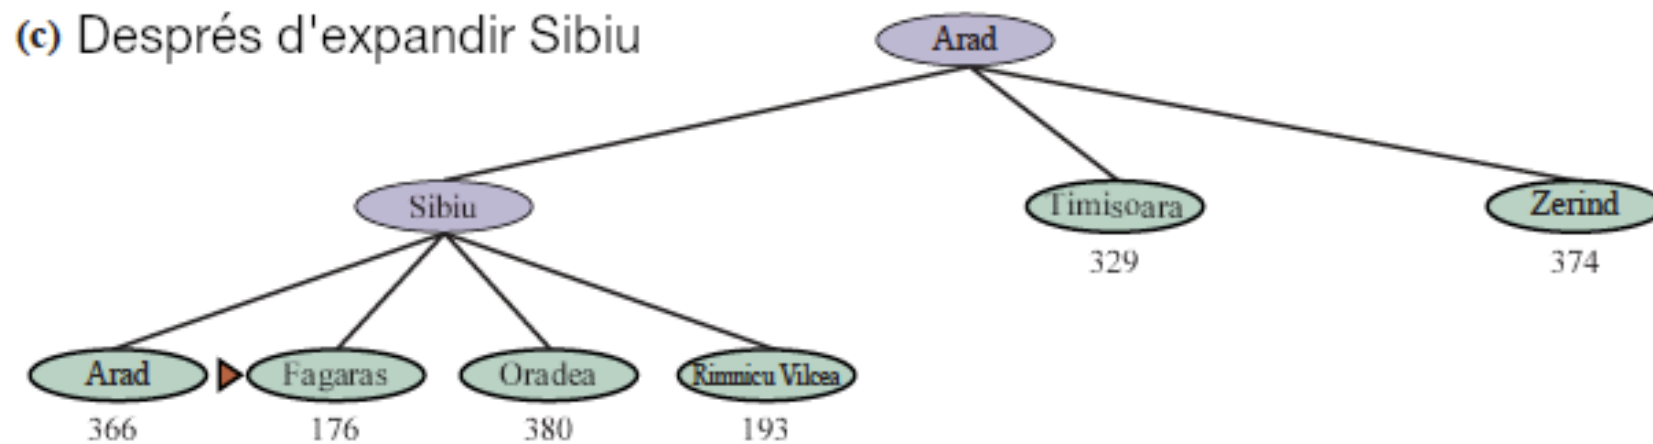 (c) Després d'expandir Sibiu
Arad
Sibiu
Timisoara
Zerind
329
374
Arad
Fagaras
Oradea
Rimnicu Vilcea
366
176
380
193